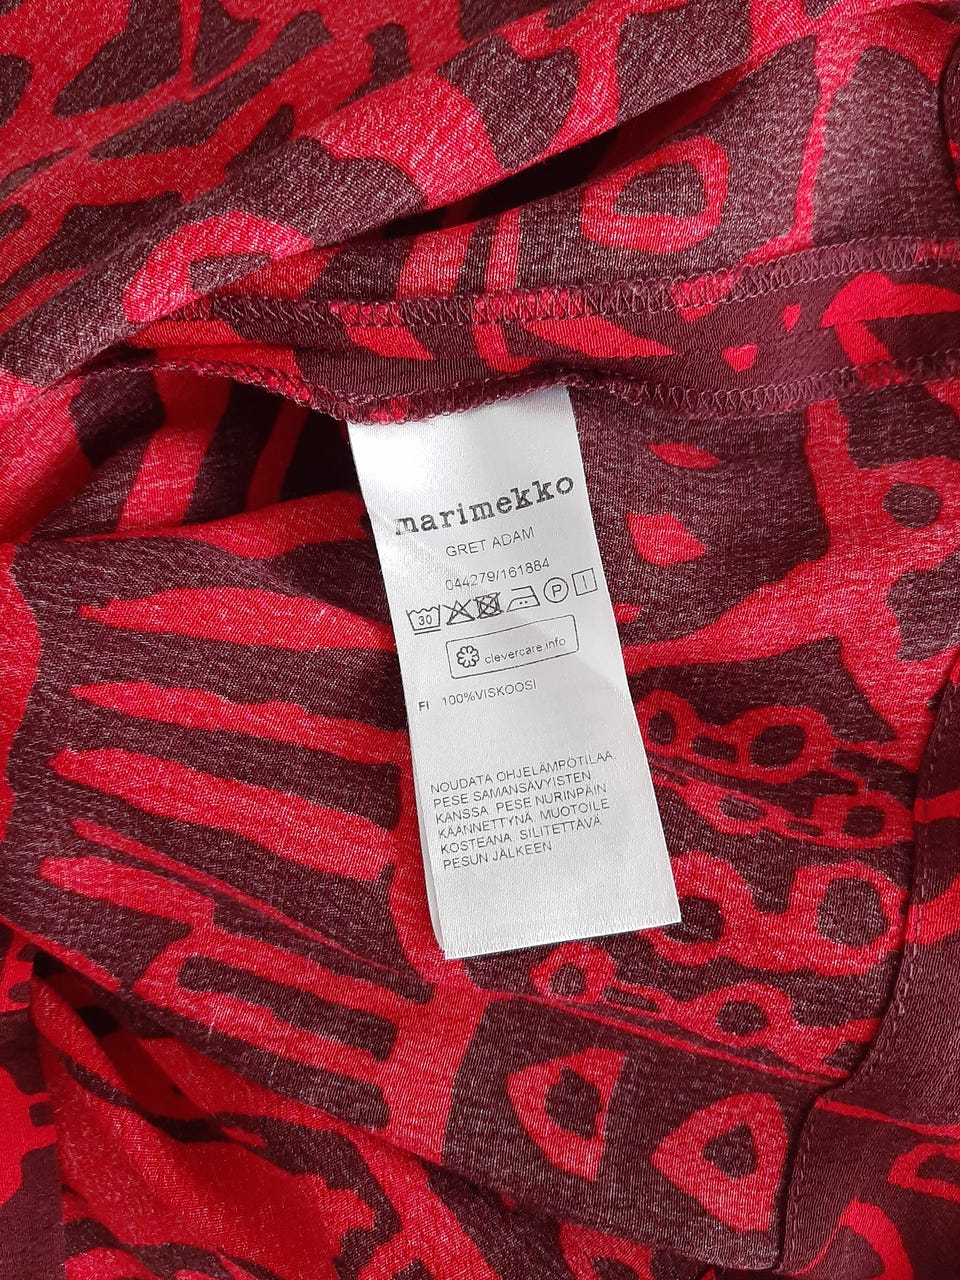 marimekko
GRET ADAM
044279/161884
30 P
clevercare.info
FI 100%VISKOOSI
NOUDATA OHJELÄMPÖTILAA
PESE SAMANSÄVYISTEN
KANSSA, PESE NURINPÄIN
KÄÄNNETTYNÄ, MUOTOILE
KOSTEANA, SILITETTÄVÄ
PESUN JÄLKEEN